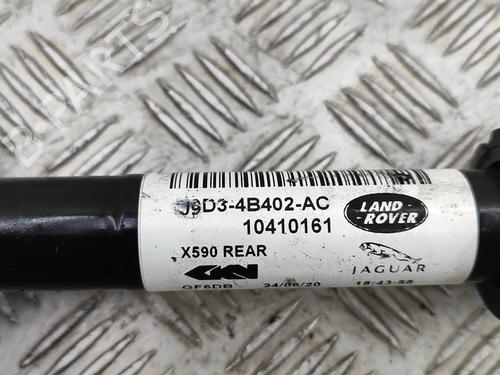 J9D3-4B402-AC
10410161
LAND-
-ROVER
X590 REAR
GKN
JAGUAR
GF6DB 24/06/20 18:43:58
B PARTS